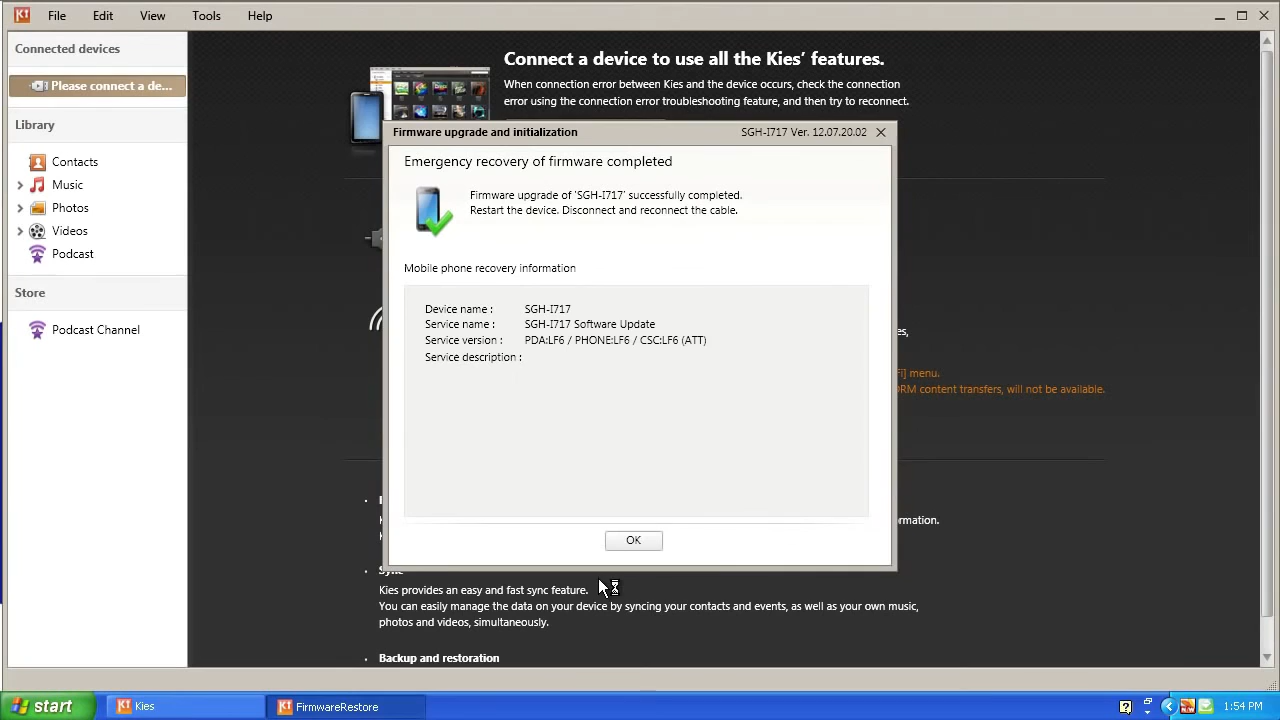 File Edit View Tools Help
Connected devices
Please connect a de...
Library
Contacts
Music
Photos
Videos
Podcast
Store
Podcast Channel
Connect a device to use all the Kies' features.
When connection error between Kies and the device occurs, check the connection
error using the connection error troubleshooting feature, and then try to reconnect.
Firmware upgrade and initialization SGH-I717 Ver. 12.07.20.02
Emergency recovery of firmware completed
Firmware upgrade of 'SGH-I717' successfully completed.
Restart the device. Disconnect and reconnect the cable.
Mobile phone recovery information
Device name : SGH-I717
Service name : SGH-I717 Software Update
Service version : PDA:LF6 / PHONE:LF6 / CSC:LF6 (ATT)
Service description :
OK
es,
Fi] menu.
DRM content transfers, will not be available.
ormation.
Sync
Kies provides an easy and fast sync feature.
You can easily manage the data on your device by syncing your contacts and events, as well as your own music,
photos and videos, simultaneously.
Backup and restoration
start Kies FirmwareRestore 1:54 PM